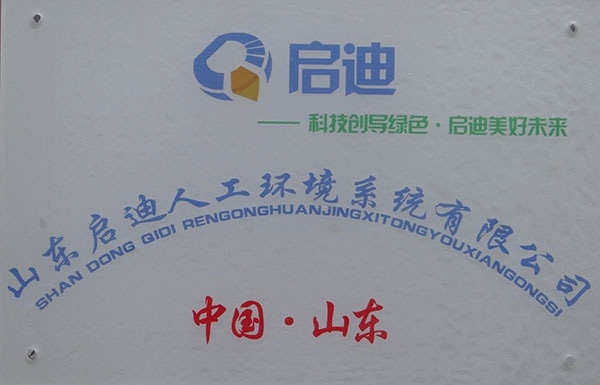 启迪
——科技创导绿色·启迪美好未来
山东启迪人工环境系统有限公司
SHAN DONG QIDI RENGONGHUANJINGXITONGYOUXIANGONGSI
中国·山东